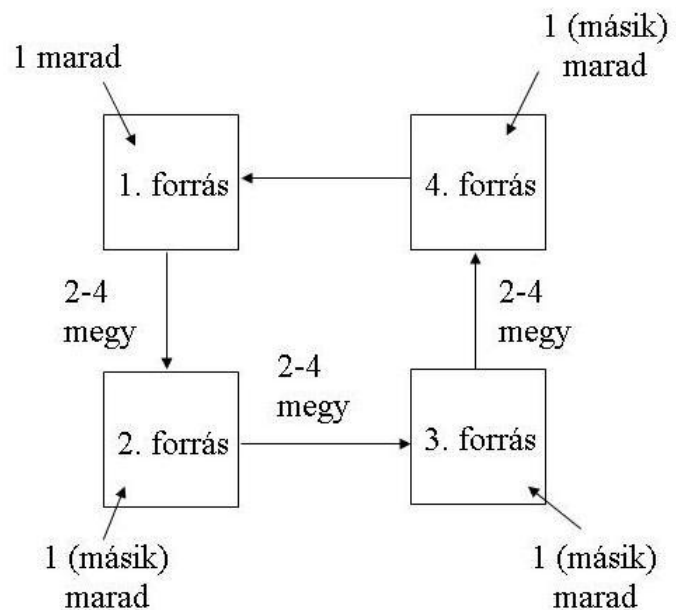 1 marad
1 (másik)
marad
1. forrás
4. forrás
2-4
megy
2-4
megy
2-4
megy
2. forrás
3. forrás
1 (másik)
marad
1 (másik)
marad